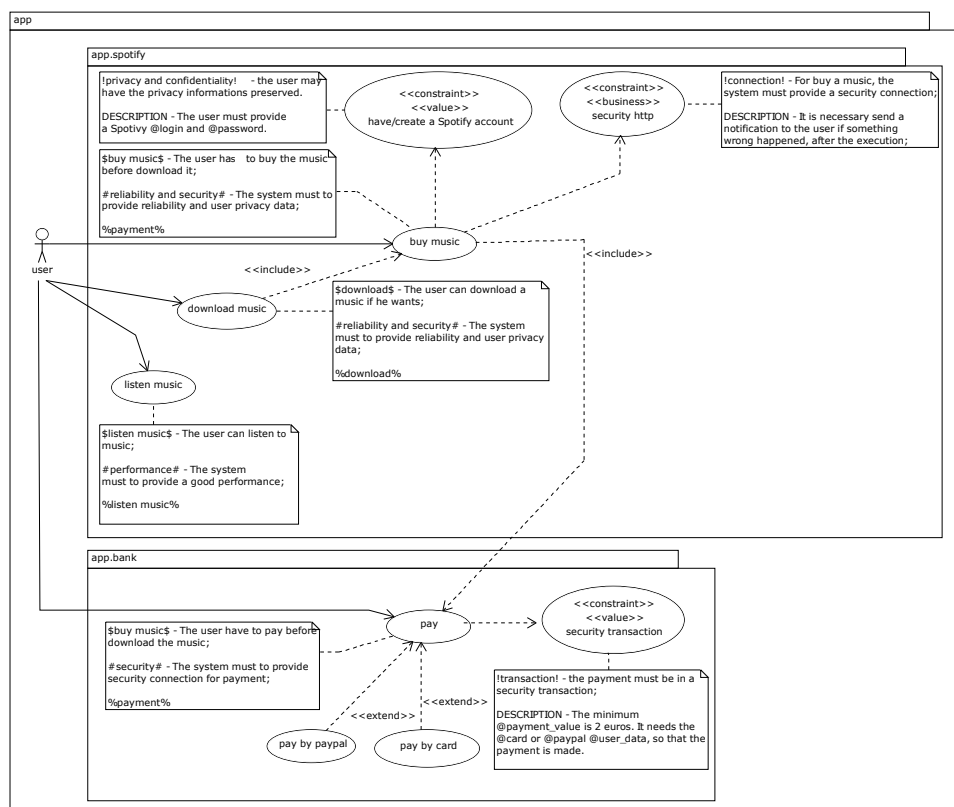 app
app.spotify
!privacy and confidentiality! - the user may
have the privacy informations preserved.
DESCRIPTION - The user must provide
a Spotivy @login and @password.
<<constraint>>
<<value>>
have/create a Spotify account
<<constraint>>
<<business>>
security http
!connection! - For buy a music, the
system must provide a security connection;
DESCRIPTION - It is necessary send a
notification to the user if something
wrong happened, after the execution;
$buy music$ - The user has to buy the music
before download it;
#reliability and security# - The system must to
provide reliability and user privacy data;
%payment%
user
buy music
<<include>>
<<include>>
download music
$download$ - The user can download a
music if he wants;
#reliability and security# - The system
must to provide reliability and user privacy
data;
%download%
listen music
$listen music$ - The user can listen to
music;
#performance# - The system
must to provide a good performance;
%listen music%
app.bank
pay
<<constraint>>
<<value>>
security transaction
$buy music$ - The user have to pay before
download the music;
#security# - The system must to provide
security connection for payment;
%payment%
<<extend>>
<<extend>>
pay by paypal
pay by card
!transaction! - the payment must be in a
security transaction;
DESCRIPTION - The minimum
@payment_value is 2 euros. It needs the
@card or @paypal @user_data, so that the
payment is made.